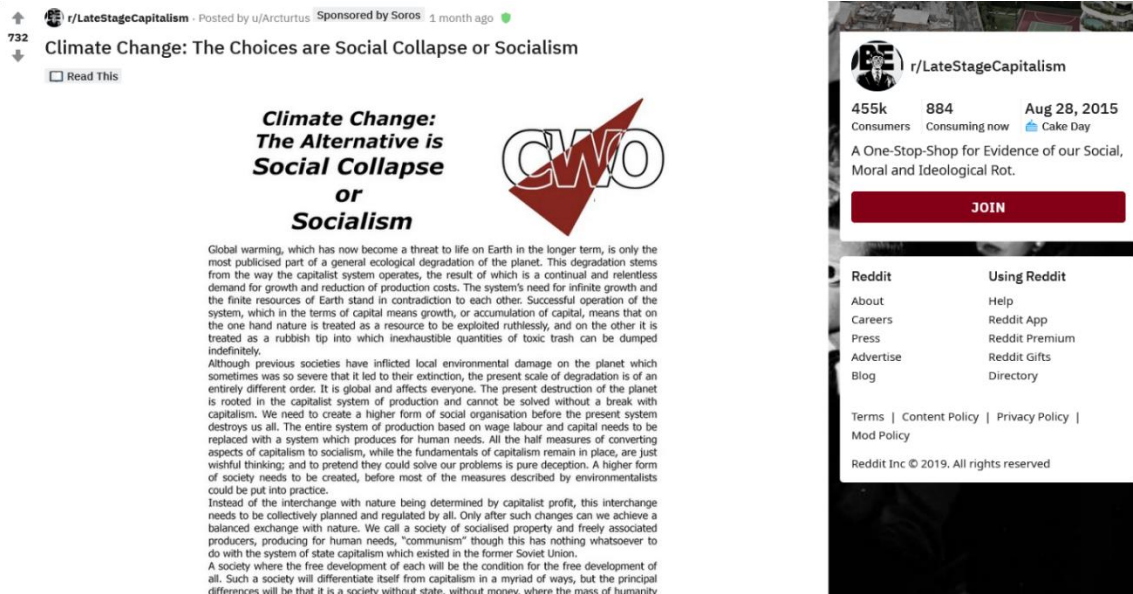 r/LateStageCapitalism · Posted by u/Arcturtus Sponsored by Soros 1 month ago
732
Climate Change: The Choices are Social Collapse or Socialism
Read This
Climate Change:
The Alternative is
Social Collapse
or
Socialism
CWO
Global warming, which has now become a threat to life on Earth in the longer term, is only the
most publicised part of a general ecological degradation of the planet. This degradation stems
from the way the capitalist system operates, the result of which is a continual and relentless
demand for growth and reduction of production costs. The system's need for infinite growth and
the finite resources of Earth stand in contradiction to each other. Successful operation of the
system, which in the terms of capital means growth, or accumulation of capital, means that on
the one hand nature is treated as a resource to be exploited ruthlessly, and on the other it is
treated as a rubbish tip into which inexhaustible quantities of toxic trash can be dumped
indefinitely.
Although previous societies have inflicted local environmental damage on the planet which
sometimes was so severe that it led to their extinction, the present scale of degradation is of an
entirely different order. It is global and affects everyone. The present destruction of the planet
is rooted in the capitalist system of production and cannot be solved without a break with
capitalism. We need to create a higher form of social organisation before the present system
destroys us all. The entire system of production based on wage labour and capital needs to be
replaced with a system which produces for human needs. All the half measures of converting
aspects of capitalism to socialism, while the fundamentals of capitalism remain in place, are just
wishful thinking; and to pretend they could solve our problems is pure deception. A higher form
of society needs to be created, before most of the measures described by environmentalists
could be put into practice.
Instead of the interchange with nature being determined by capitalist profit, this interchange
needs to be collectively planned and regulated by all. Only after such changes can we achieve a
balanced exchange with nature. We call a society of socialised property and freely associated
producers, producing for human needs, "communism" though this has nothing whatsoever to
do with the system of state capitalism which existed in the former Soviet Union.
A society where the free development of each will be the condition for the free development of
all. Such a society will differentiate itself from capitalism in a myriad of ways, but the principal
differences will be that it is a society without state, without money, where the mass of humanity
r/LateStageCapitalism
455k 884 Aug 28, 2015
Consumers Consuming now Cake Day
A One-Stop-Shop for Evidence of our Social,
Moral and Ideological Rot.
JOIN
Reddit Using Reddit
About Help
Careers Reddit App
Press Reddit Premium
Advertise Reddit Gifts
Blog Directory
Terms | Content Policy | Privacy Policy |
Mod Policy
Reddit Inc © 2019. All rights reserved